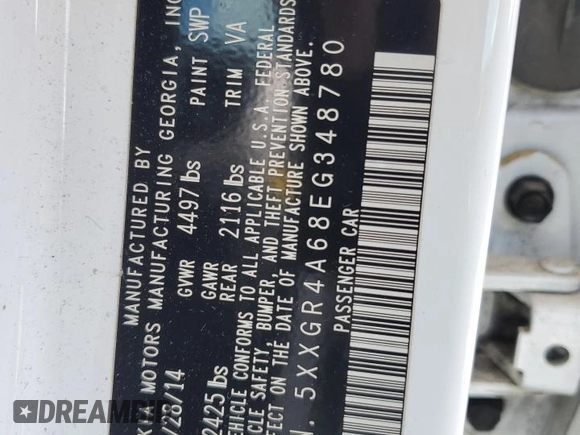 MANUFACTURED BY
KIA MOTORS MANUFACTURING GEORGIA, INC
/28/14 GVWR 4497 lbs PAINT SWP
GAWR
2425 lbs REAR 2116 lbs TRIM VA
VEHICLE CONFORMS TO ALL APPLICABLE U.S.A. FEDERAL
CLE SAFETY, BUMPER, AND THEFT PREVENTION STANDARDS
FECT ON THE DATE OF MANUFACTURE SHOWN ABOVE.
N. 5XXGR4A68EG348780
PASSENGER CAR
DREAMBIT